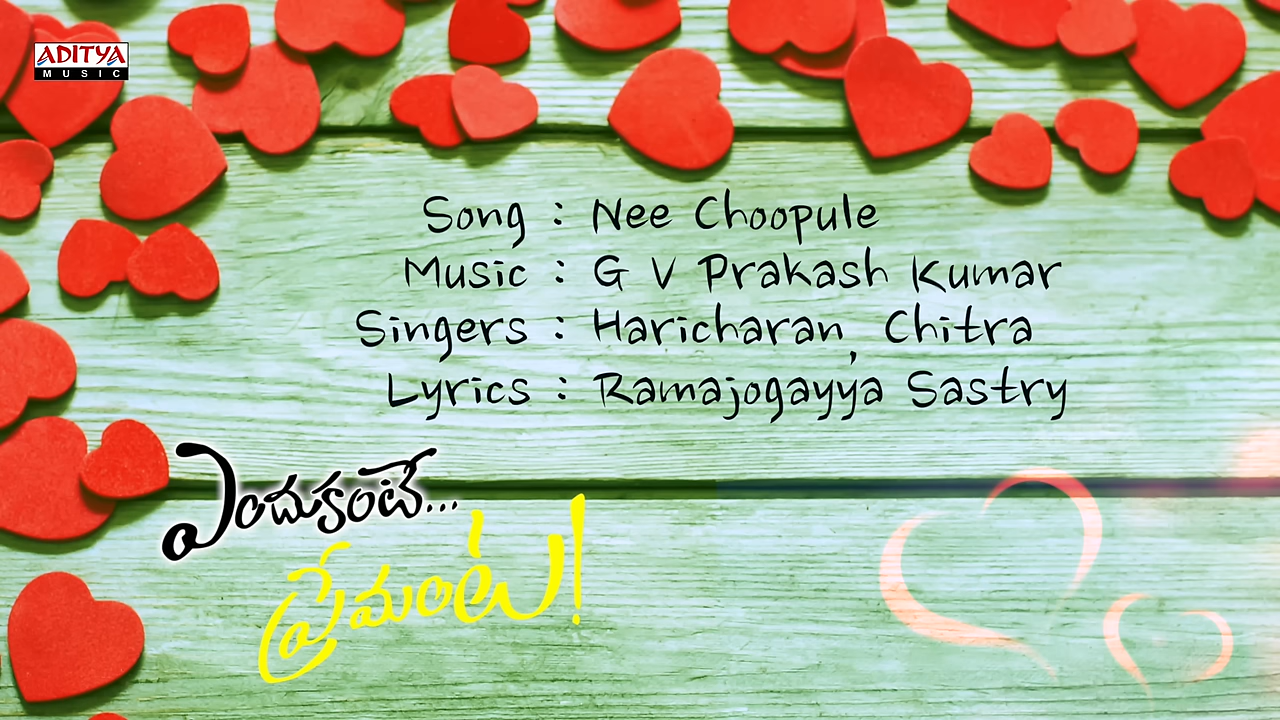 ADITYA
MUSIC
Song : Nee Choopule
Music : G V Prakash Kumar
Singers : Haricharan, Chitra
Lyrics : Ramajogayya Sastry
ఎందుకంటే...
ప్రేమంట!